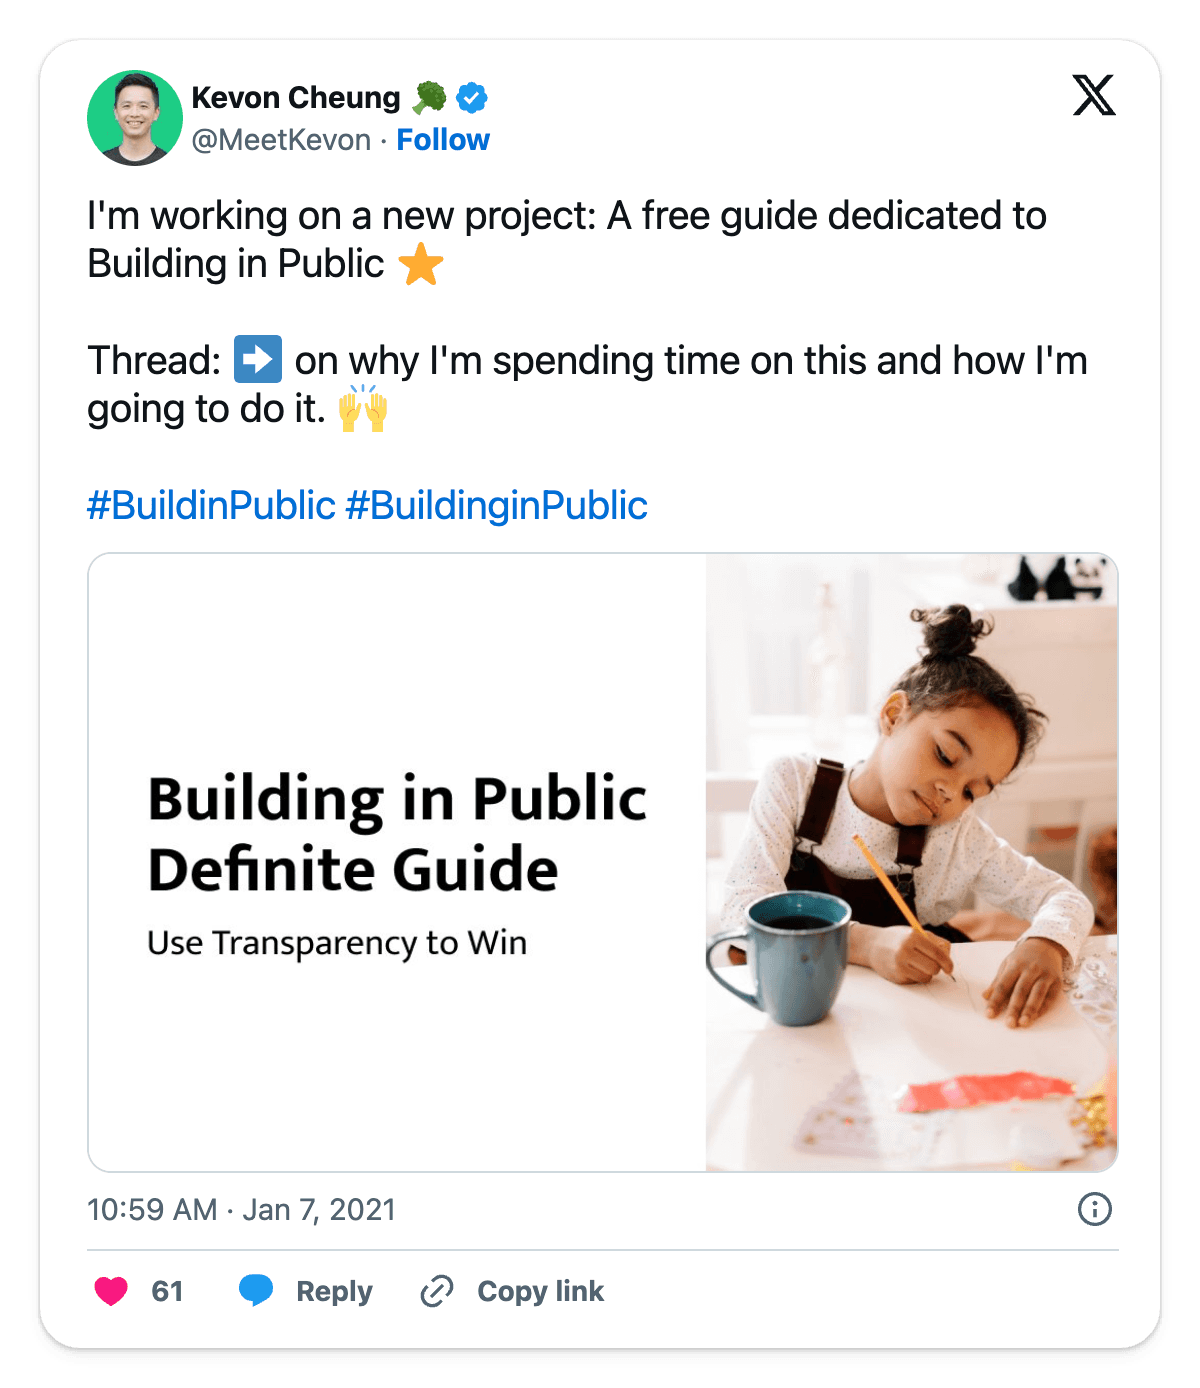 Kevon Cheung 🥦
@MeetKevon · Follow
I'm working on a new project: A free guide dedicated to
Building in Public ⭐
Thread: ➡️ on why I'm spending time on this and how I'm
going to do it. 🙌
#BuildinPublic #BuildinginPublic
Building in Public
Definite Guide
Use Transparency to Win
10:59 AM · Jan 7, 2021
61 Reply Copy link